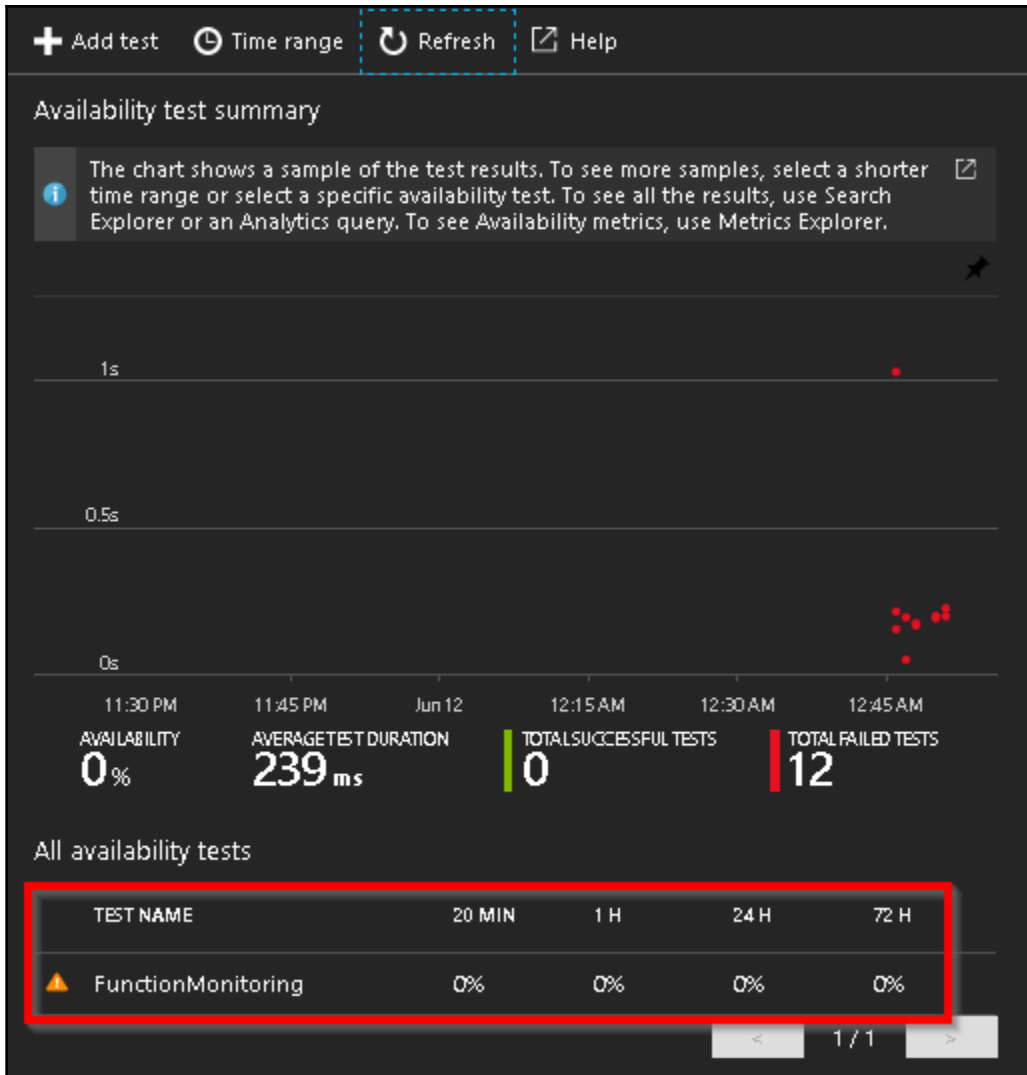 Add test Time range Refresh Help
Availability test summary
The chart shows a sample of the test results. To see more samples, select a shorter
time range or select a specific availability test. To see all the results, use Search
Explorer or an Analytics query. To see Availability metrics, use Metrics Explorer.
1s
0.5s
0s
11:30 PM 11:45 PM Jun 12 12:15 AM 12:30 AM 12:45 AM
AVAILABILITY AVERAGE TEST DURATION TOTAL SUCCESSFUL TESTS TOTAL FAILED TESTS
0% 239 ms 0 12
All availability tests
TEST NAME 20 MIN 1 H 24 H 72 H
FunctionMonitoring 0% 0% 0% 0%
< 1 / 1 >